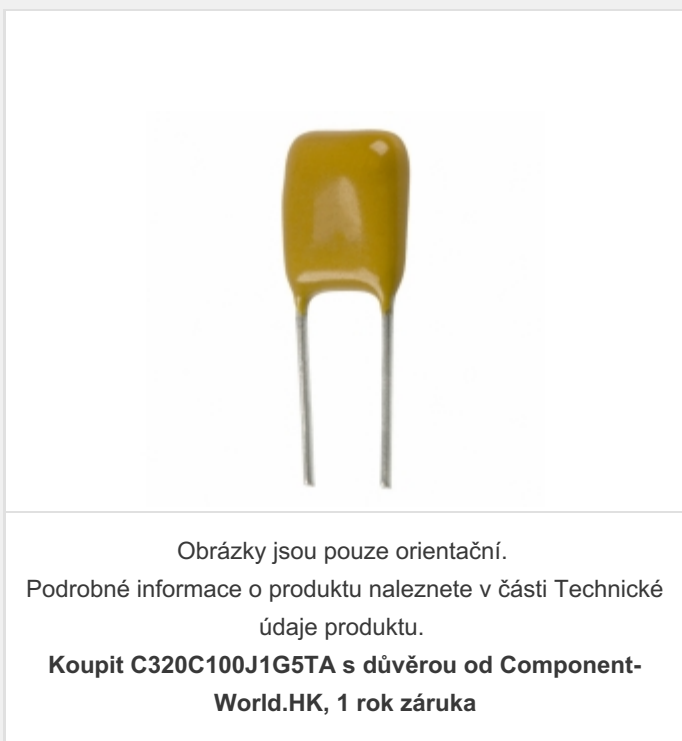 Obrázky jsou pouze orientační.
Podrobné informace o produktu naleznete v části Technické
údaje produktu.
Koupit C320C100J1G5TA s důvěrou od Component-
World.HK, 1 rok záruka